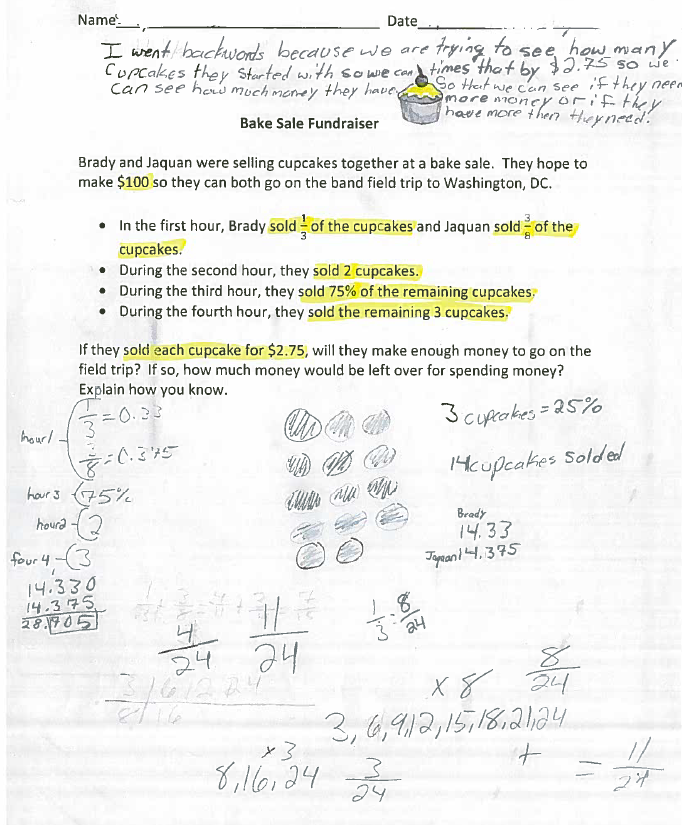 Name: Date
I went backwords because we are trying to see how many
Cupcakes they started with so we can times that by $2.75 so we
can see how much money they have. So that we can see if they need
more money or if they
have more then they need.
Bake Sale Fundraiser
Brady and Jaquan were selling cupcakes together at a bake sale. They hope to
make $100 so they can both go on the band field trip to Washington, DC.
• In the first hour, Brady sold 1/3 of the cupcakes and Jaquan sold 3/8 of the
cupcakes.
• During the second hour, they sold 2 cupcakes.
• During the third hour, they sold 75% of the remaining cupcakes.
• During the fourth hour, they sold the remaining 3 cupcakes.
If they sold each cupcake for $2.75, will they make enough money to go on the
field trip? If so, how much money would be left over for spending money?
Explain how you know.
1/3 = 0.33
hour 1
3/8 = 0.375
hour 3 75%
hour 2 2
four 4 3
14.330
14.375
28.705
3 cupcakes = 25%
14 cupcakes solded
Brady
14.33
Jaquan 14.375
4/24 11/24
1/3 = 8/24
8/24
x 8
3, 6, 9, 12, 15, 18, 21, 24
x 3
8, 16, 24 3/24
+ = 11/24